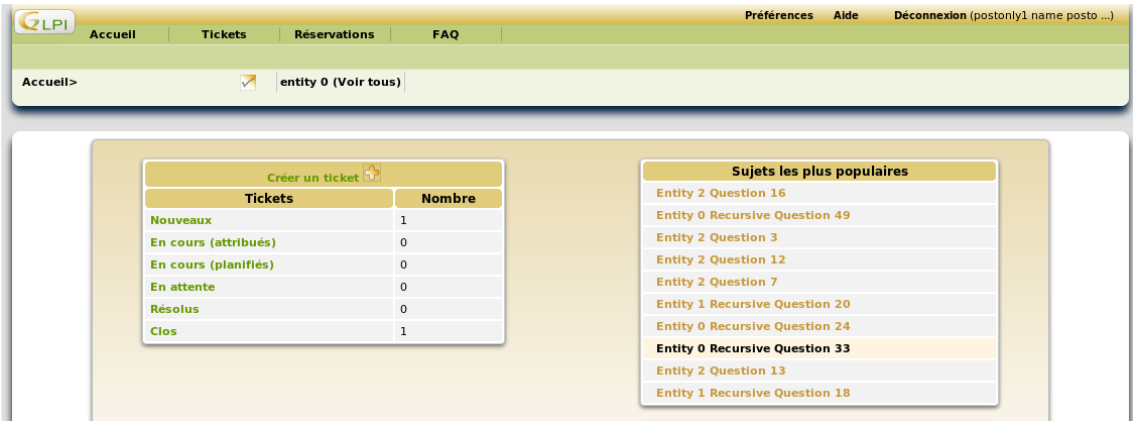 GLPI
Préférences Aide Déconnexion (postonly1 name posto ...)
Accueil Tickets Réservations FAQ
Accueil> entity 0 (Voir tous)
Créer un ticket
Tickets Nombre
Nouveaux 1
En cours (attribués) 0
En cours (planifiés) 0
En attente 0
Résolus 0
Clos 1
Sujets les plus populaires
Entity 2 Question 16
Entity 0 Recursive Question 49
Entity 2 Question 3
Entity 2 Question 12
Entity 2 Question 7
Entity 1 Recursive Question 20
Entity 0 Recursive Question 24
Entity 0 Recursive Question 33
Entity 2 Question 13
Entity 1 Recursive Question 18